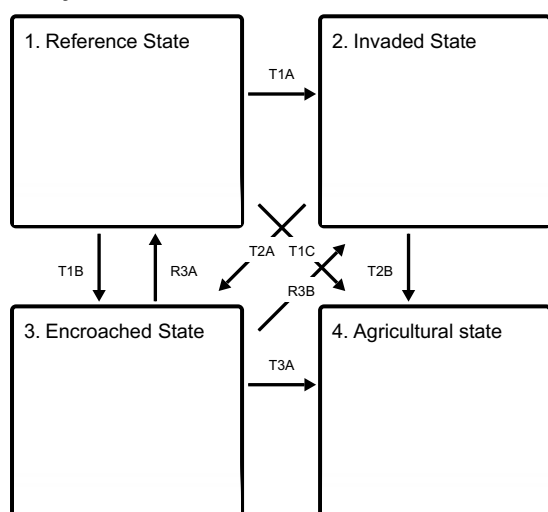 1. Reference State
2. Invaded State
T1A
T1B
R3A
T2A
T1C
T2B
R3B
3. Encroached State
4. Agricultural state
T3A